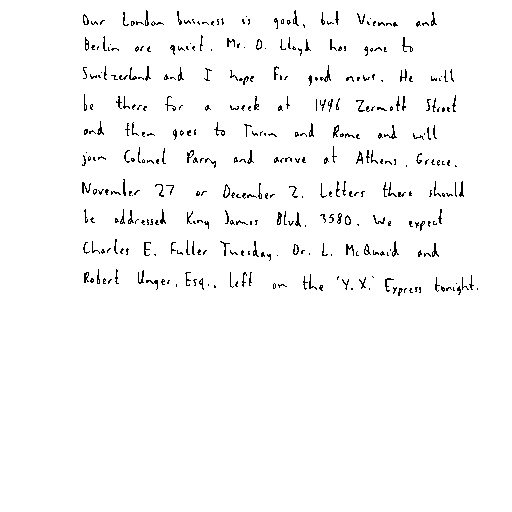 Our London business is good, but Vienna and
Berlin are quiet. Mr. D. Lloyd has gone to
Switzerland and I hope for good news. He will
be there for a week at 1496 Zermott Street
and then goes to Turin and Rome and will
join Colonel Parry and arrive at Athens, Greece,
November 27 or December 2. Letters there should
be addressed King James Blvd. 3580. We expect
Charles E. Fuller Tuesday. Dr. L. McQuaid and
Robert Unger, Esq., left on the 'Y.X.' Express tonight.